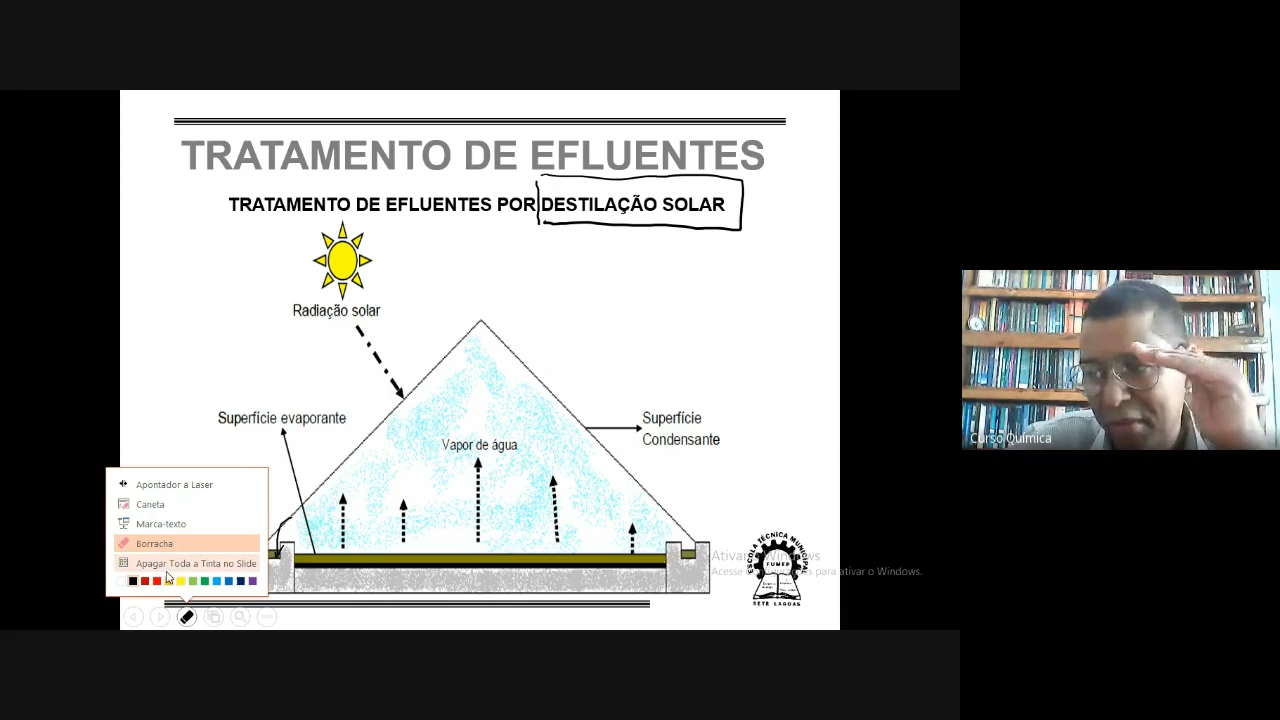 TRATAMENTO DE EFLUENTES
TRATAMENTO DE EFLUENTES POR DESTILAÇÃO SOLAR
Radiação solar
Superfície evaporante
Vapor de água
Superfície
Condensante
Apontador a Laser
Caneta
Marca-texto
Borracha
Apagar Toda a Tinta no Slide
ESCOLA TÉCNICA MUNICIPAL
FUMEP
SETE LAGOAS
Ativar o Windows
Acesse para ativar o Windows.
Curso Química